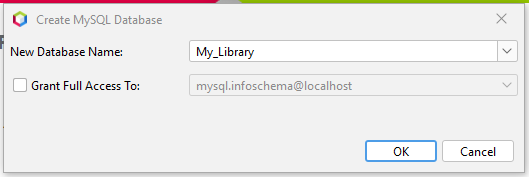 Create MySQL Database
New Database Name: My_Library
Grant Full Access To: mysql.infoschema@localhost
OK Cancel